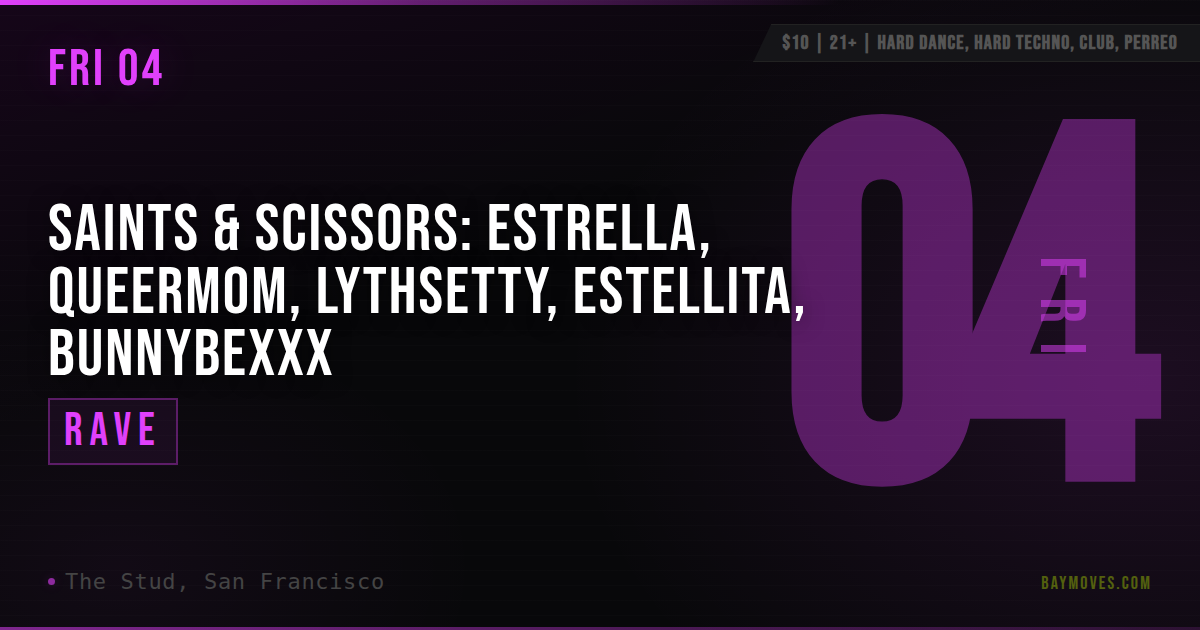 FRI 04
$10 | 21+ | HARD DANCE, HARD TECHNO, CLUB, PERREO
04
FRI
SAINTS & SCISSORS: ESTRELLA,
QUEERMOM, LYTHSETTY, ESTELLITA,
BUNNYBEXXX
RAVE
• The Stud, San Francisco
BAYMOVES.COM